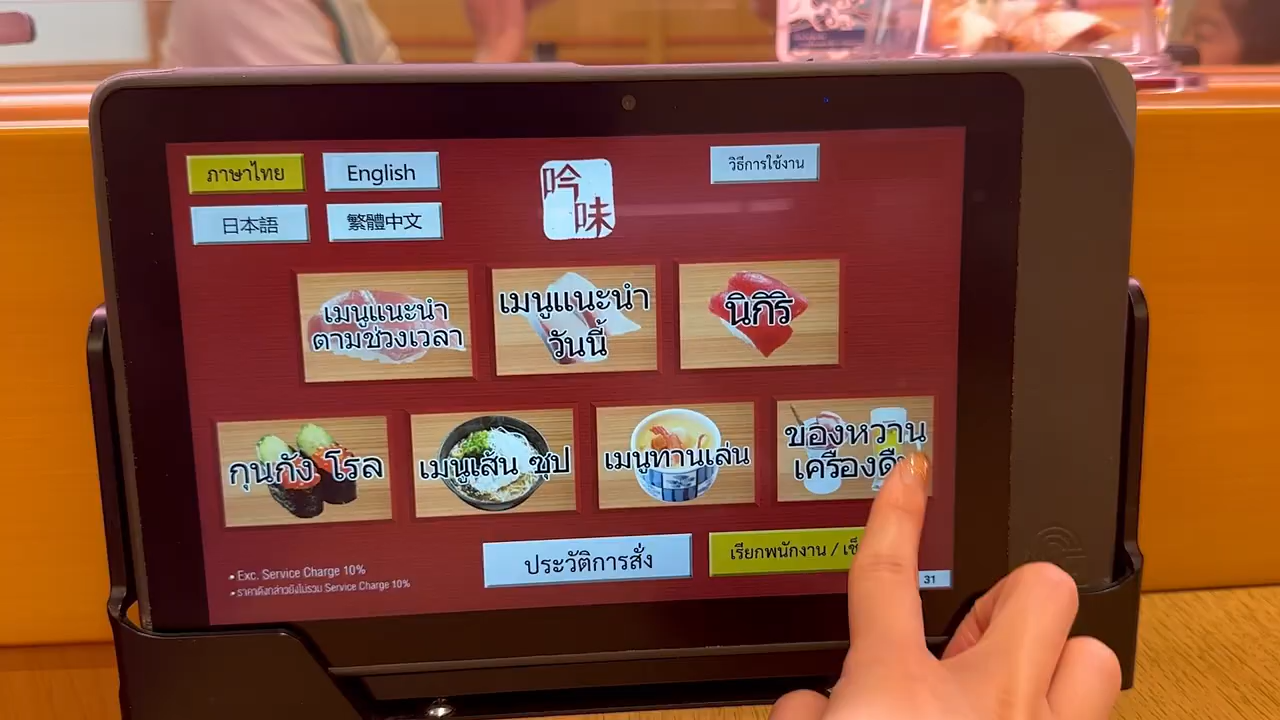 ภาษาไทย
English
日本語
繁體中文
吟味
วิธีการใช้งาน
เมนูแนะนำ
ตามช่วงเวลา
เมนูแนะนำ
วันนี้
นิกิริ
กุนกัง โรล
เมนูเส้น ซุป
เมนูทานเล่น
ของหวาน
ประวัติการสั่ง
เรียกพนักงาน /
• Exc. Service Charge 10%
• ราคาดังกล่าวยังไม่รวม Service Charge 10%
31